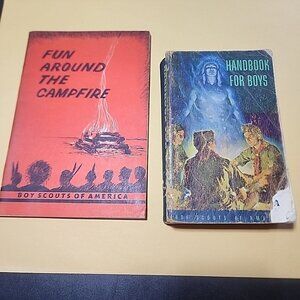 FUN
AROUND
THE
CAMPFIRE
BOY SCOUTS OF AMERICA
HANDBOOK
FOR BOYS
BOY SCOUTS OF AMERICA